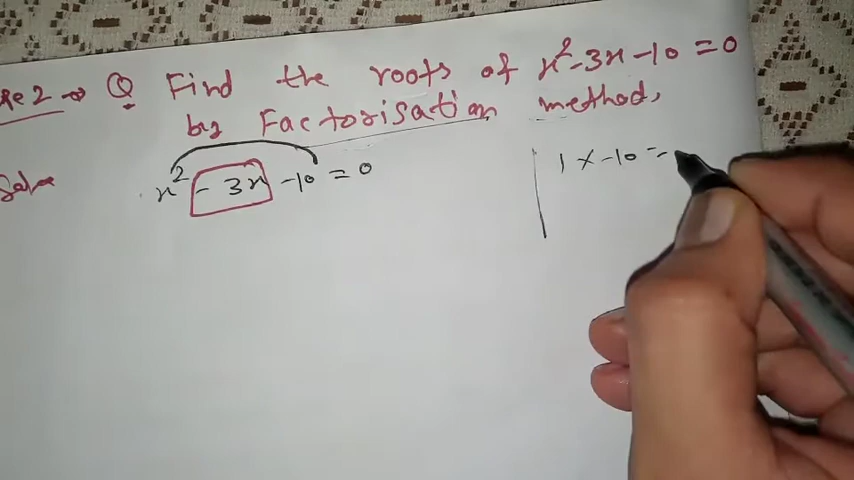 Q Find the roots of x² - 3x - 10 = 0
by Factorisation method,
x² - 3x - 10 = 0
1 × -10 = -